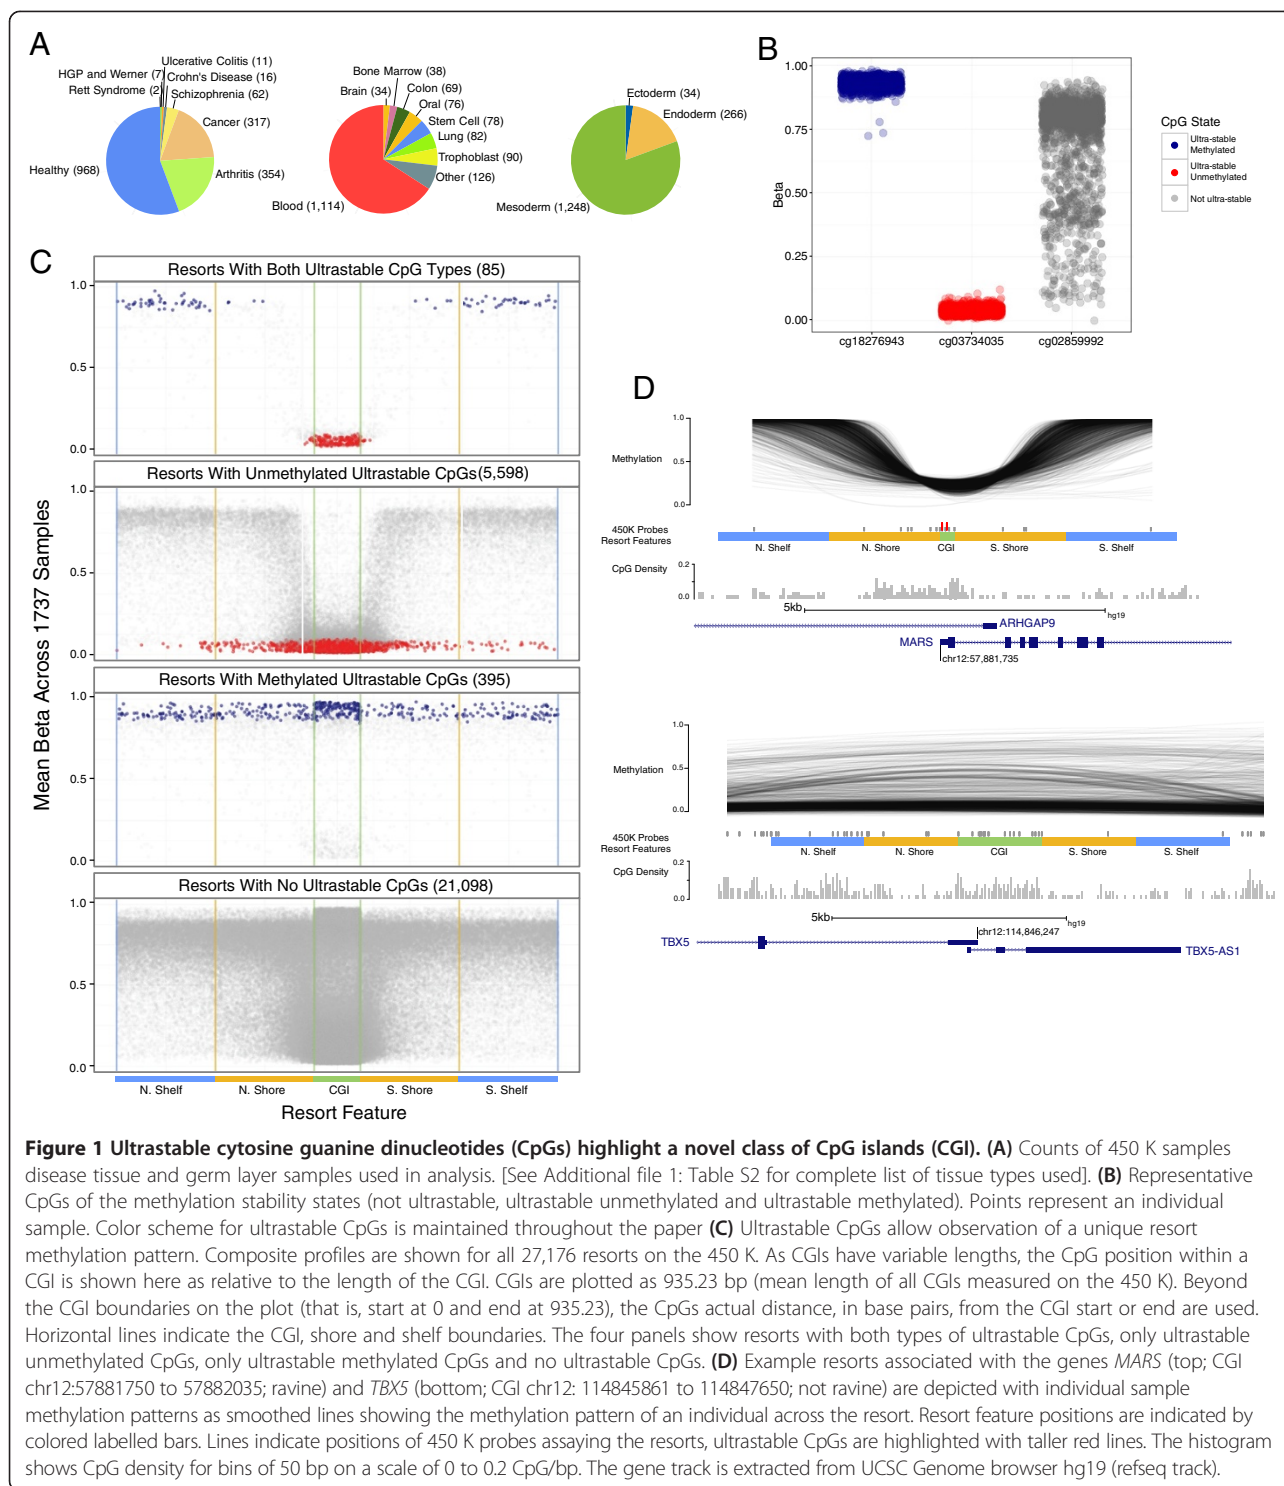 A
Ulcerative Colitis (11)
HGP and Werner (7)
Crohn's Disease (16)
Rett Syndrome (2)
Schizophrenia (62)
Cancer (317)
Healthy (968)
Arthritis (354)
Bone Marrow (38)
Brain (34)
Colon (69)
Oral (76)
Stem Cell (78)
Lung (82)
Trophoblast (90)
Other (126)
Blood (1,114)
Ectoderm (34)
Endoderm (266)
Mesoderm (1,248)
B
1.00
0.75
0.50
0.25
0.00
Beta
cg18276943
cg03734035
cg02859992
CpG State
Ultra-stable
Methylated
Ultra-stable
Unmethylated
Not ultra-stable
C
Mean Beta Across 1737 Samples
Resorts With Both Ultrastable CpG Types (85)
1.0
0.5
0.0
Resorts With Unmethylated Ultrastable CpGs(5,598)
1.0
0.5
0.0
Resorts With Methylated Ultrastable CpGs (395)
1.0
0.5
0.0
Resorts With No Ultrastable CpGs (21,098)
1.0
0.5
0.0
N. Shelf
N. Shore
CGI
S. Shore
S. Shelf
Resort Feature
D
1.0
Methylation
0.5
0.0
450K Probes
Resort Features
N. Shelf
N. Shore
CGI
S. Shore
S. Shelf
0.2
CpG Density
0.0
5kb
hg19
ARHGAP9
MARS
chr12:57,881,735
1.0
Methylation
0.5
0.0
450K Probes
Resort Features
N. Shelf
N. Shore
CGI
S. Shore
S. Shelf
0.2
CpG Density
0.0
5kb
hg19
chr12:114,846,247
TBX5
TBX5-AS1
Figure 1 Ultrastable cytosine guanine dinucleotides (CpGs) highlight a novel class of CpG islands (CGI). (A) Counts of 450 K samples
disease tissue and germ layer samples used in analysis. [See Additional file 1: Table S2 for complete list of tissue types used]. (B) Representative
CpGs of the methylation stability states (not ultrastable, ultrastable unmethylated and ultrastable methylated). Points represent an individual
sample. Color scheme for ultrastable CpGs is maintained throughout the paper (C) Ultrastable CpGs allow observation of a unique resort
methylation pattern. Composite profiles are shown for all 27,176 resorts on the 450 K. As CGIs have variable lengths, the CpG position within a
CGI is shown here as relative to the length of the CGI. CGIs are plotted as 935.23 bp (mean length of all CGIs measured on the 450 K). Beyond
the CGI boundaries on the plot (that is, start at 0 and end at 935.23), the CpGs actual distance, in base pairs, from the CGI start or end are used.
Horizontal lines indicate the CGI, shore and shelf boundaries. The four panels show resorts with both types of ultrastable CpGs, only ultrastable
unmethylated CpGs, only ultrastable methylated CpGs and no ultrastable CpGs. (D) Example resorts associated with the genes MARS (top; CGI
chr12:57881750 to 57882035; ravine) and TBX5 (bottom; CGI chr12: 114845861 to 114847650; not ravine) are depicted with individual sample
methylation patterns as smoothed lines showing the methylation pattern of an individual across the resort. Resort feature positions are indicated by
colored labelled bars. Lines indicate positions of 450 K probes assaying the resorts, ultrastable CpGs are highlighted with taller red lines. The histogram
shows CpG density for bins of 50 bp on a scale of 0 to 0.2 CpG/bp. The gene track is extracted from UCSC Genome browser hg19 (refseq track).